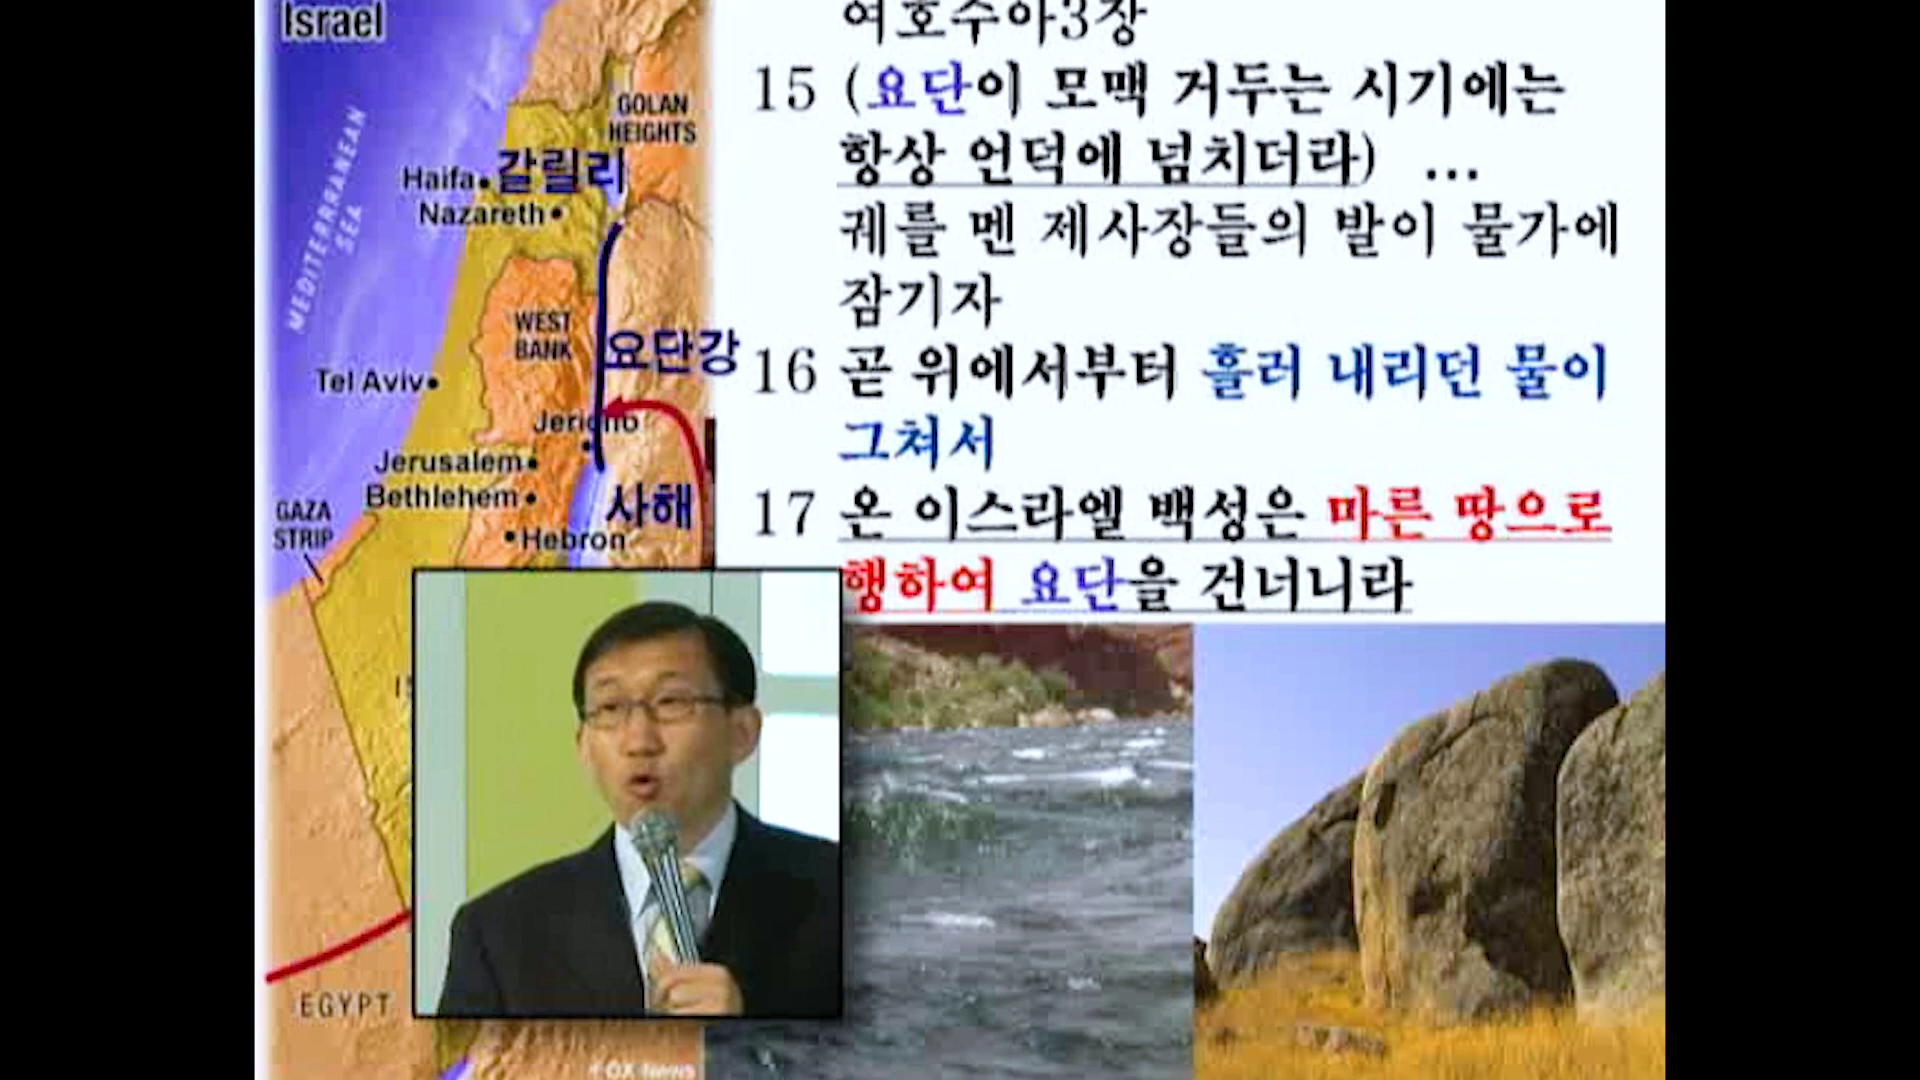 Israel
GOLAN
HEIGHTS
MEDITERRANEAN
SEA
Haifa
갈릴리
Nazareth
WEST
BANK
요단강
Tel Aviv
Jericho
Jerusalem
Bethlehem
사해
GAZA
STRIP
Hebron
EGYPT
FOX News
여호수아3장
15 (요단이 모맥 거두는 시기에는
항상 언덕에 넘치더라) ...
궤를 멘 제사장들의 발이 물가에
잠기자
16 곧 위에서부터 흘러 내리던 물이
그쳐서
17 온 이스라엘 백성은 마른 땅으로
행하여 요단을 건너니라